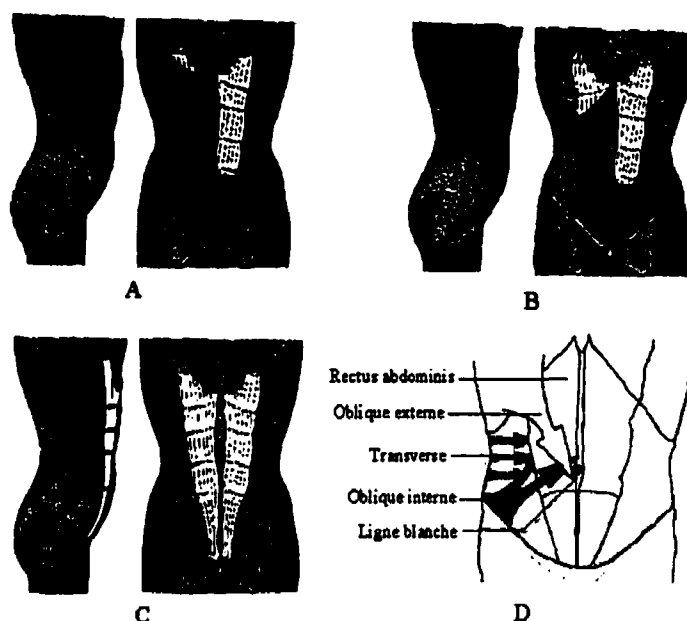 A
B
Rectus abdominis
Oblique externe
Transverse
Oblique interne
Ligne blanche
C
D